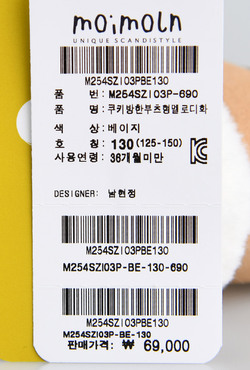 moimoln
UNIQUE SCANDISTYLE
M254SZI03PBE130
품 번: M254SZI03P-690
품 명: 쿠키방한부츠형멜로디화
색 상: 베이지
호 칭: 130 (125-150)
사용연령: 36개월미만
DESIGNER: 남현정
M254SZI03PBE130
M254SZI03P-BE-130-690
M254SZI03PBE130
M254SZI03P-BE-130
판매가격: ₩ 69,000